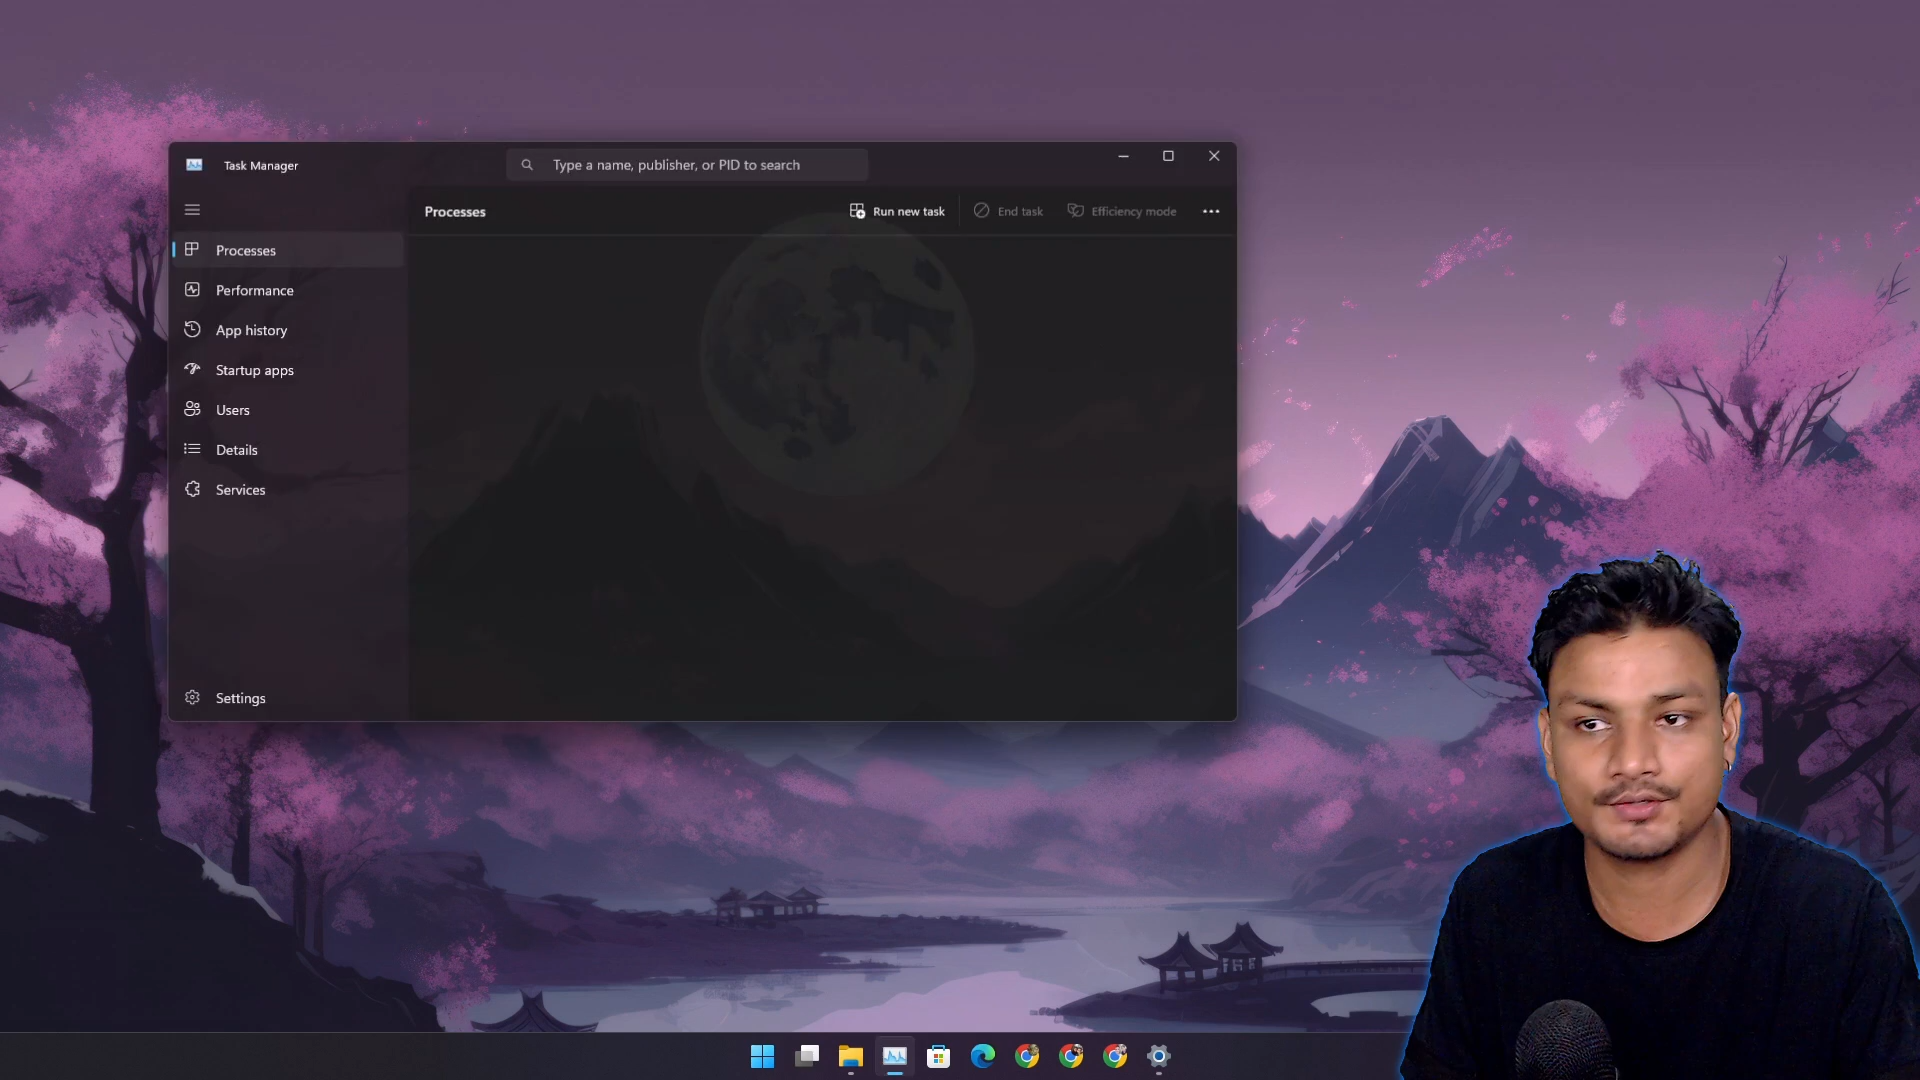 Task Manager
Type a name, publisher, or PID to search
Processes
Run new task
End task
Efficiency mode
Processes
Performance
App history
Startup apps
Users
Details
Services
Settings